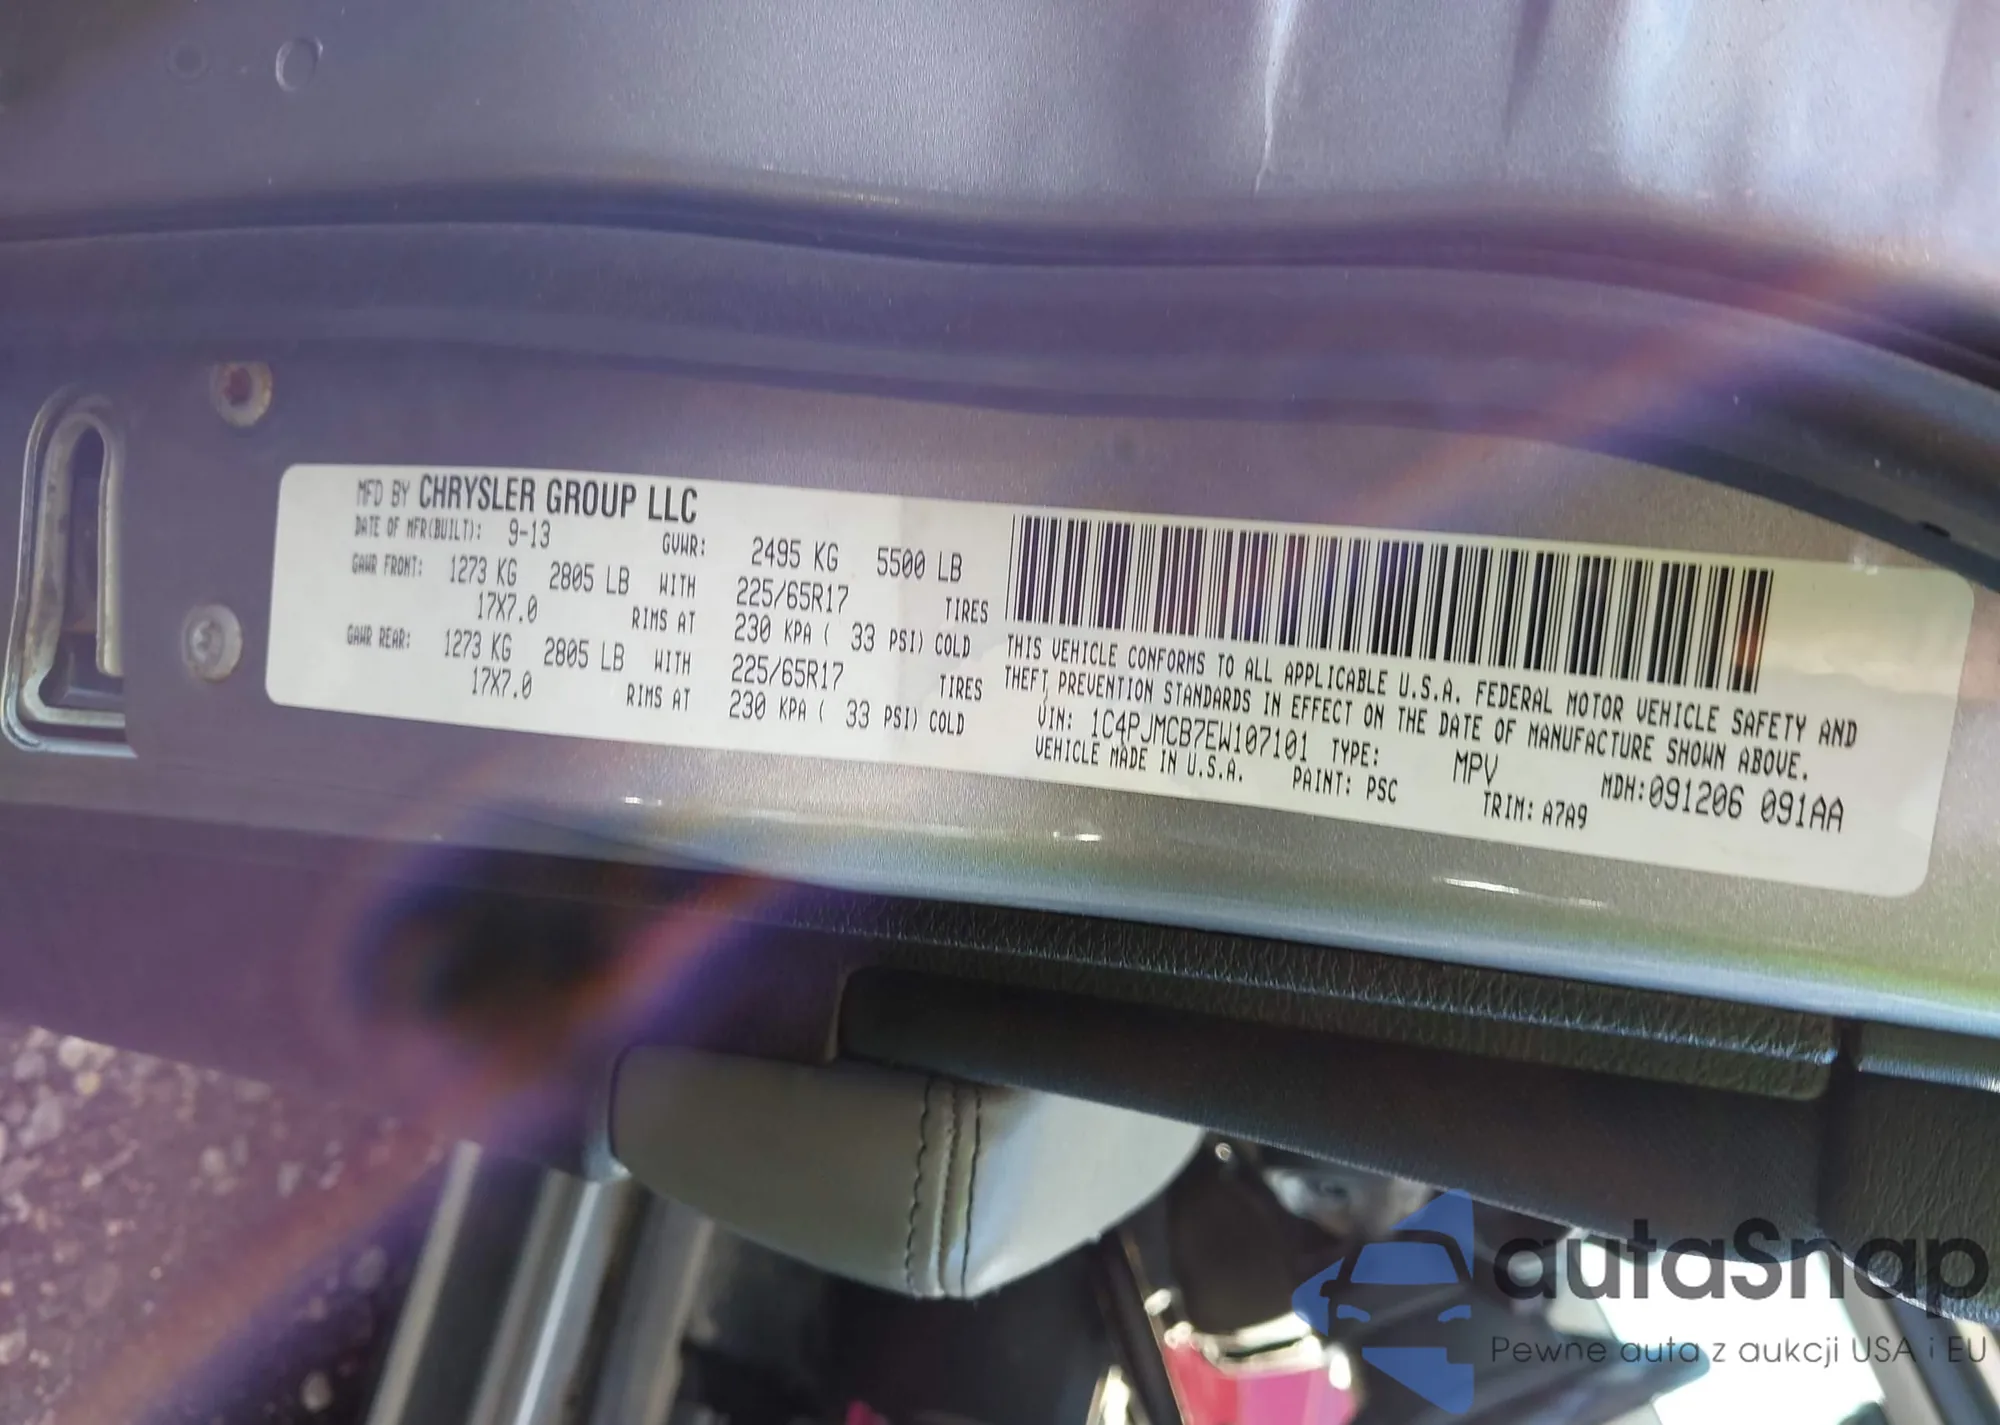 MFD BY CHRYSLER GROUP LLC
DATE OF MFR(BUILT): 9-13 GVWR: 2495 KG 5500 LB
GAWR FRONT: 1273 KG 2805 LB WITH 225/65R17 TIRES
17X7.0 RIMS AT 230 KPA ( 33 PSI) COLD
GAWR REAR: 1273 KG 2805 LB WITH 225/65R17 TIRES
17X7.0 RIMS AT 230 KPA ( 33 PSI) COLD
THIS VEHICLE CONFORMS TO ALL APPLICABLE U.S.A. FEDERAL MOTOR VEHICLE SAFETY AND
THEFT PREVENTION STANDARDS IN EFFECT ON THE DATE OF MANUFACTURE SHOWN ABOVE.
VIN: 1C4PJMCB7EW107101 TYPE: MPV MDH:091206 091AA
VEHICLE MADE IN U.S.A. PAINT: PSC TRIM: A7A9
autaSnap
Pewne auta z aukcji USA i EU